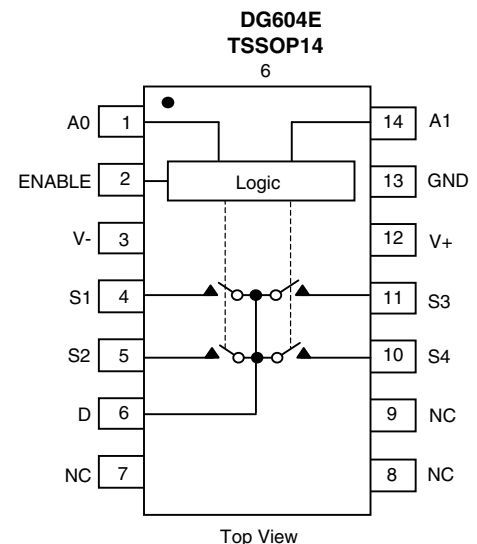 DG604E
TSSOP14
6
A0 1 14 A1
ENABLE 2 Logic 13 GND
V- 3 12 V+
S1 4 11 S3
S2 5 10 S4
D 6 9 NC
NC 7 8 NC
Top View